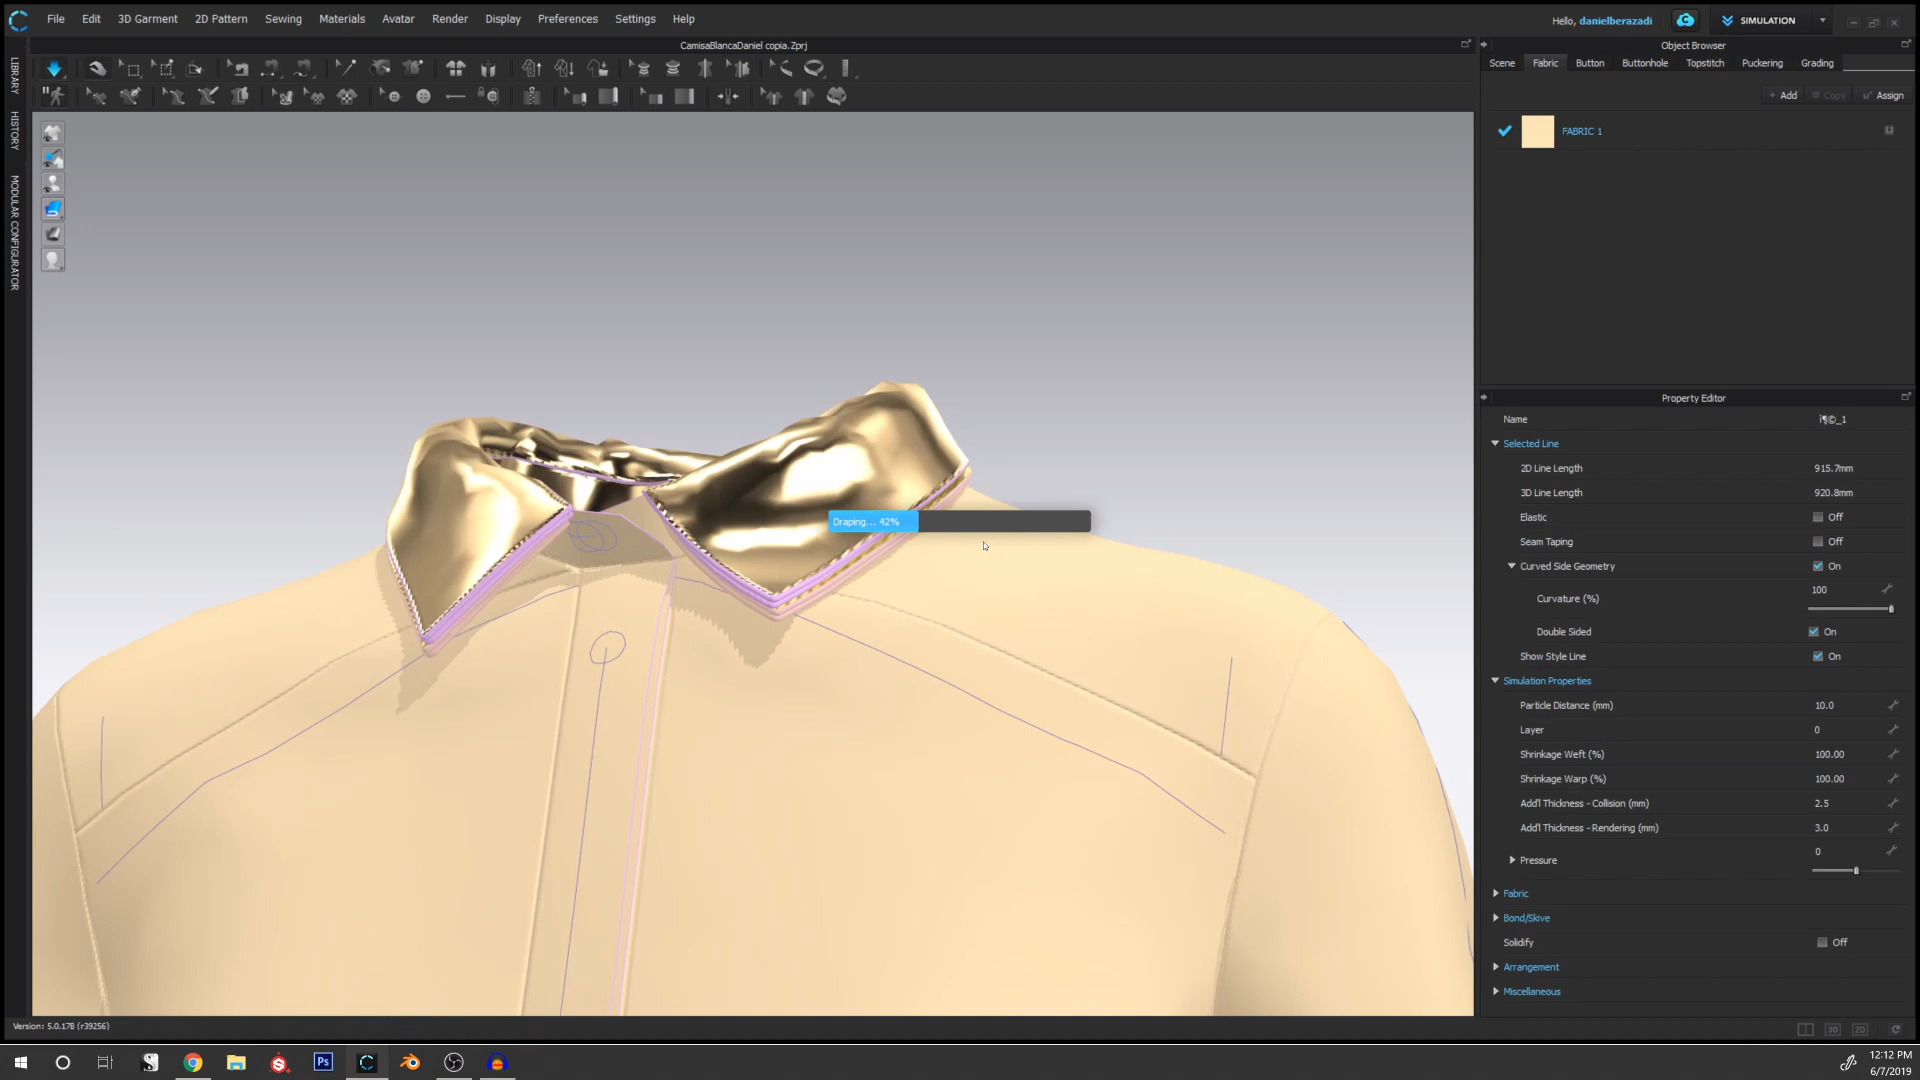 File Edit 3D Garment 2D Pattern Sewing Materials Avatar Render Display Preferences Settings Help
Hello, danielberazadi
SIMULATION
CamisaBlancaDaniel copia.Zprj
LIBRARY
HISTORY
MODULAR CONFIGURATOR
Object Browser
Scene Fabric Button Buttonhole Topstitch Puckering Grading
+ Add Copy Assign
FABRIC 1
Draping... 42%
Property Editor
Name ï¶©_1
Selected Line
2D Line Length 915.7mm
3D Line Length 920.8mm
Elastic Off
Seam Taping Off
Curved Side Geometry On
Curvature (%) 100
Double Sided On
Show Style Line On
Simulation Properties
Particle Distance (mm) 10.0
Layer 0
Shrinkage Weft (%) 100.00
Shrinkage Warp (%) 100.00
Add'l Thickness - Collision (mm) 2.5
Add'l Thickness - Rendering (mm) 3.0
Pressure 0
Fabric
Bond/Skive
Solidify Off
Arrangement
Miscellaneous
Version: 5.0.178 (r39256)
3D 2D
Ps
12:12 PM
6/7/2019